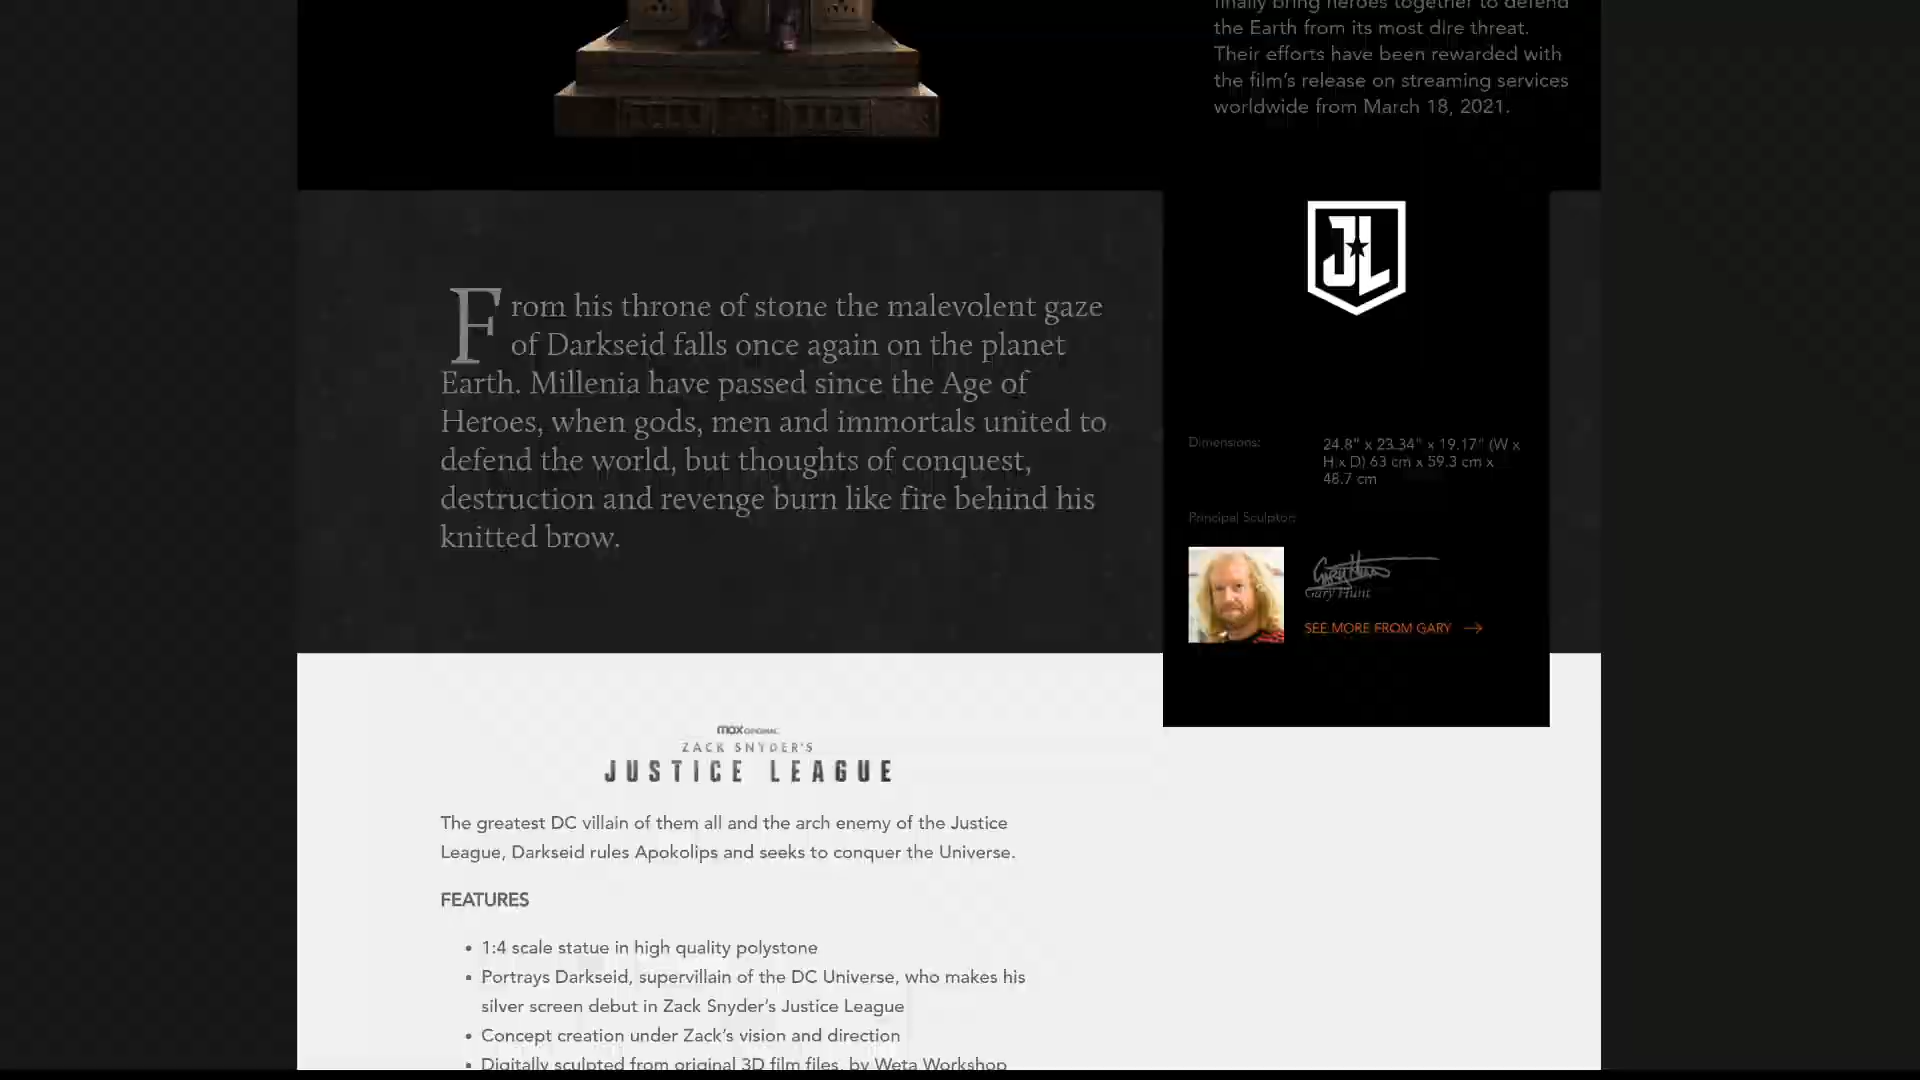 finally bring heroes together to defend
the Earth from its most dire threat.
Their efforts have been rewarded with
the film's release on streaming services
worldwide from March 18, 2021.
JL
From his throne of stone the malevolent gaze
of Darkseid falls once again on the planet
Earth. Millenia have passed since the Age of
Heroes, when gods, men and immortals united to
defend the world, but thoughts of conquest,
destruction and revenge burn like fire behind his
knitted brow.
Dimensions:
24.8" x 23.34" x 19.17" (W x
H x D) 63 cm x 59.3 cm x
48.7 cm
Principal Sculptor:
Gary Hunt
Gary Hunt
SEE MORE FROM GARY
max ORIGINAL
ZACK SNYDER'S
JUSTICE LEAGUE
The greatest DC villain of them all and the arch enemy of the Justice
League, Darkseid rules Apokolips and seeks to conquer the Universe.
FEATURES
• 1:4 scale statue in high quality polystone
• Portrays Darkseid, supervillain of the DC Universe, who makes his
silver screen debut in Zack Snyder's Justice League
• Concept creation under Zack's vision and direction
• Digitally sculpted from original 3D film files, by Weta Workshop